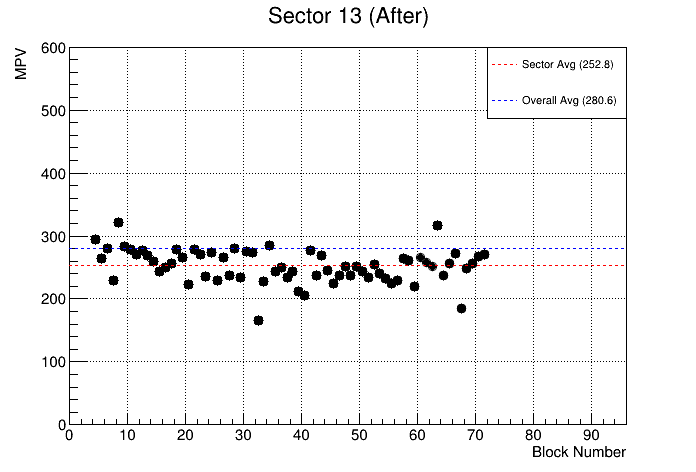 Sector 13 (After)
MPV
600
500
400
300
200
100
0
Sector Avg (252.8)
Overall Avg (280.6)
0 10 20 30 40 50 60 70 80 90
Block Number